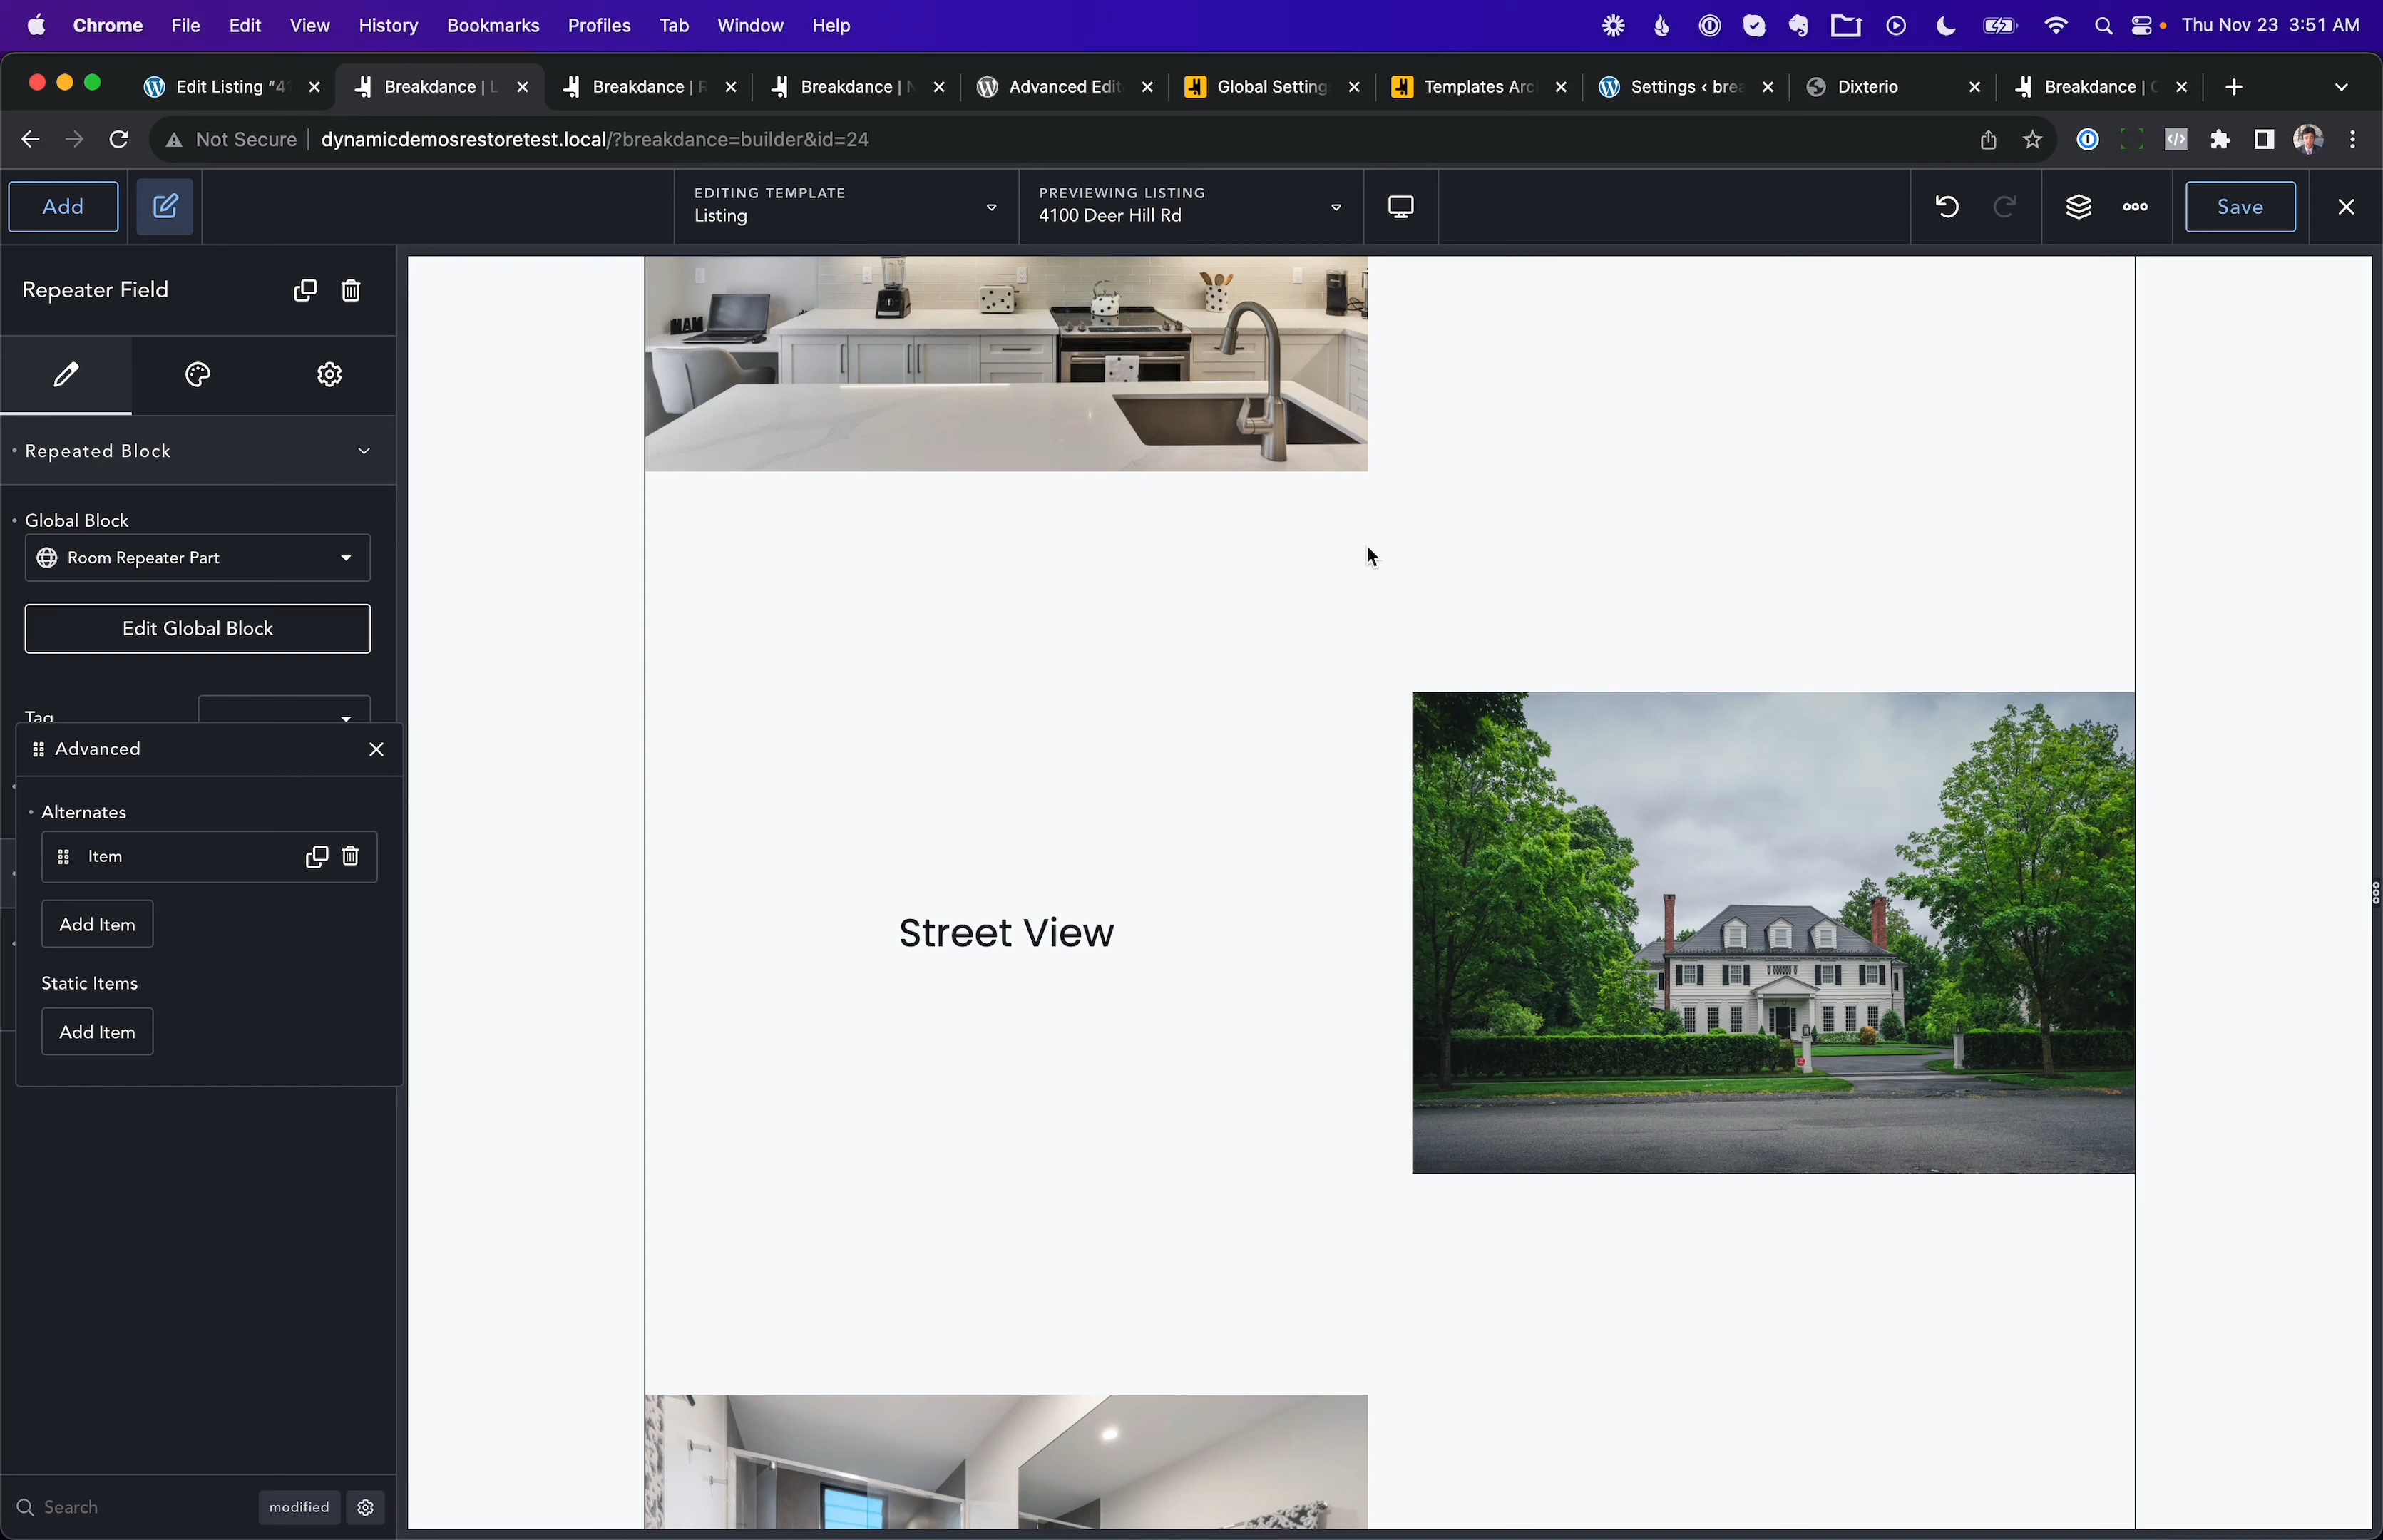 Chrome File Edit View History Bookmarks Profiles Tab Window Help Thu Nov 23 3:51 AM
Edit Listing “4 Breakdance | L Breakdance | Breakdance | Advanced Edit Global Setting Templates Arc Settings ‹ brea Dixterio Breakdance |
Not Secure dynamicdemosrestoretest.local/?breakdance=builder&id=24
Add
EDITING TEMPLATE
Listing
PREVIEWING LISTING
4100 Deer Hill Rd
Save
Repeater Field
Repeated Block
Global Block
Room Repeater Part
Edit Global Block
Tag
Advanced
Alternates
Item
Add Item
Static Items
Add Item
Search modified
HAM
Street View